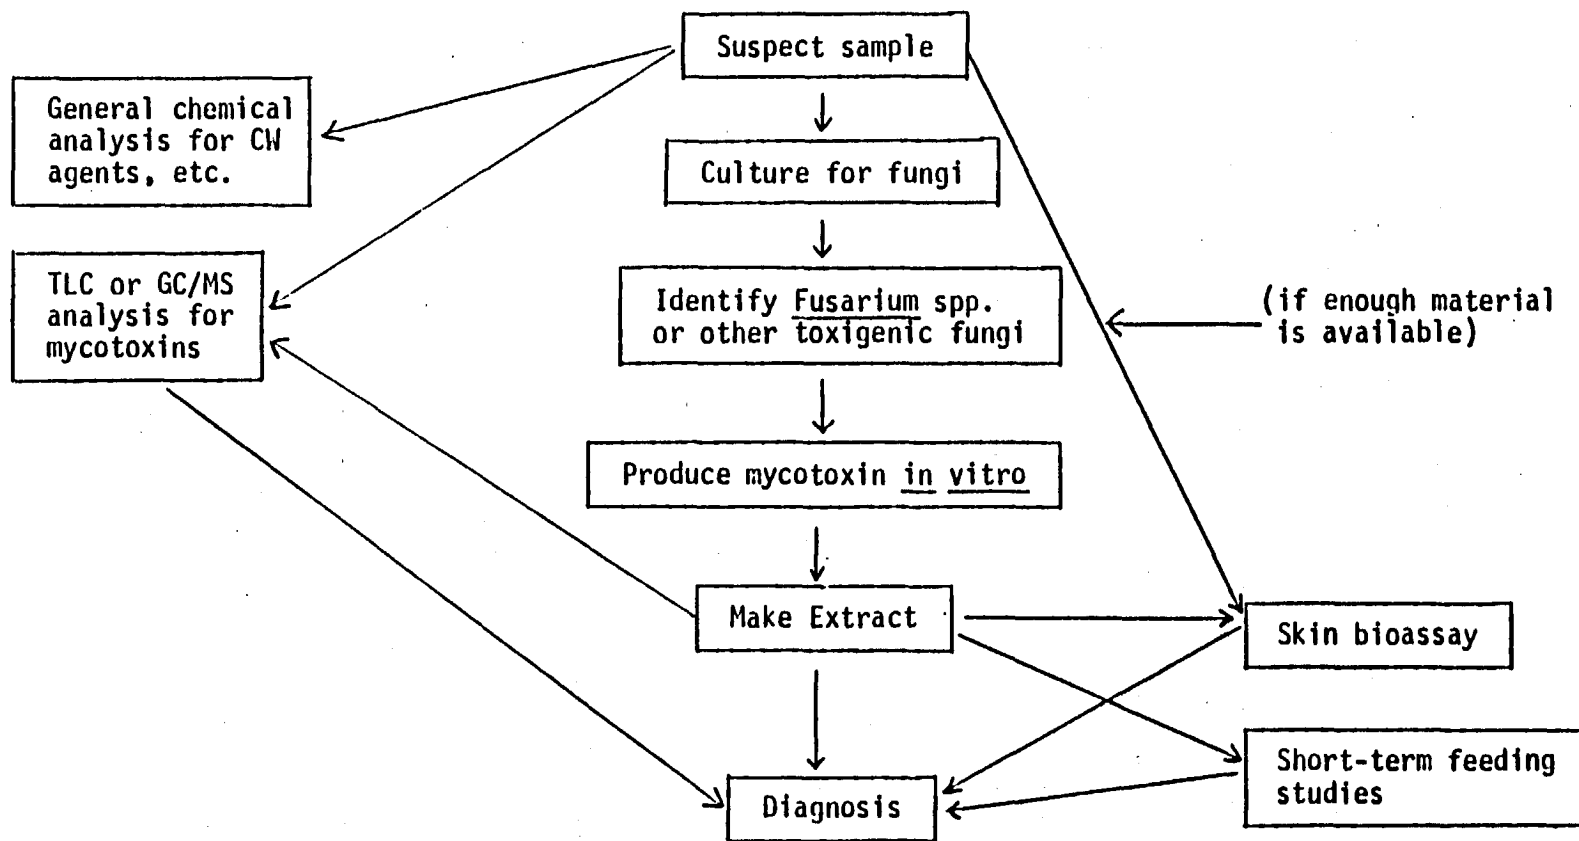 Suspect sample
General chemical
analysis for CW
agents, etc.
Culture for fungi
TLC or GC/MS
analysis for
mycotoxins
Identify Fusarium spp.
or other toxigenic fungi
(if enough material
is available)
Produce mycotoxin in vitro
Make Extract
Skin bioassay
Short-term feeding
studies
Diagnosis